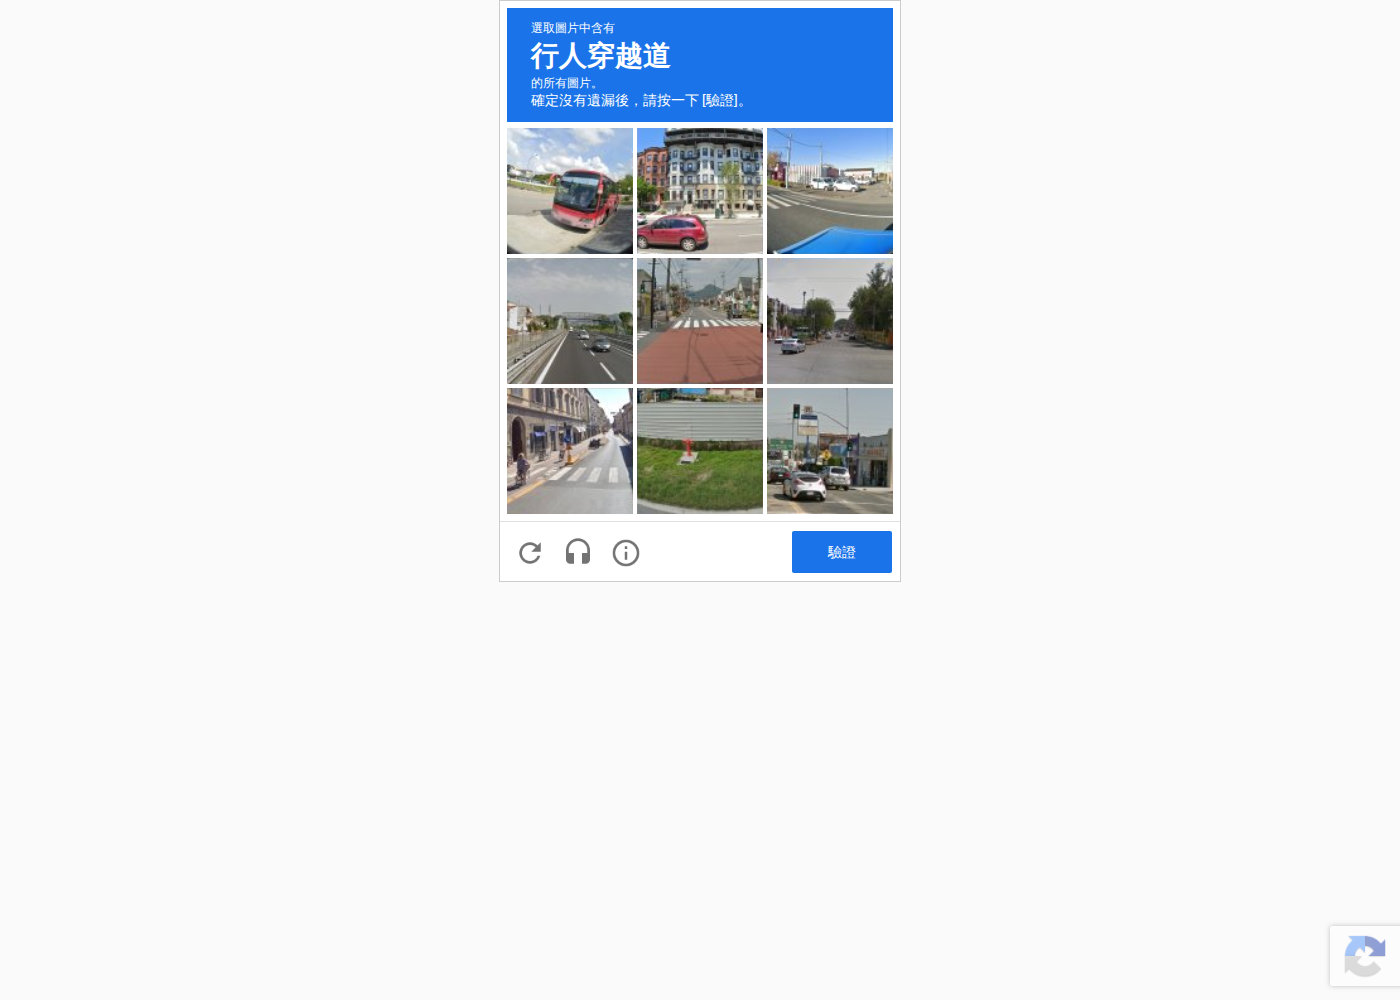 選取圖片中含有
行人穿越道
的所有圖片。
確定沒有遺漏後，請按一下 [驗證]。
驗證